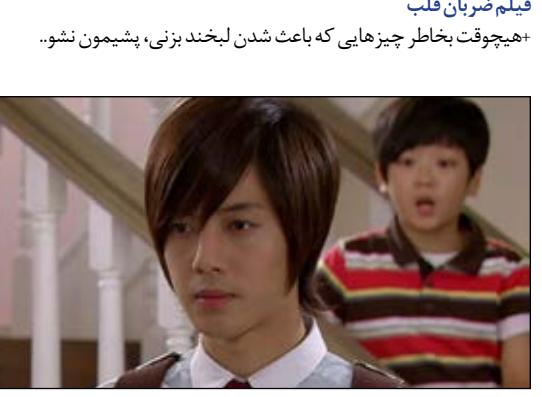 فیلم ضربان قلب
+هیچوقت بخاطر چیزهایی که باعث شدن لبخند بزنی، پشیمون نشو..